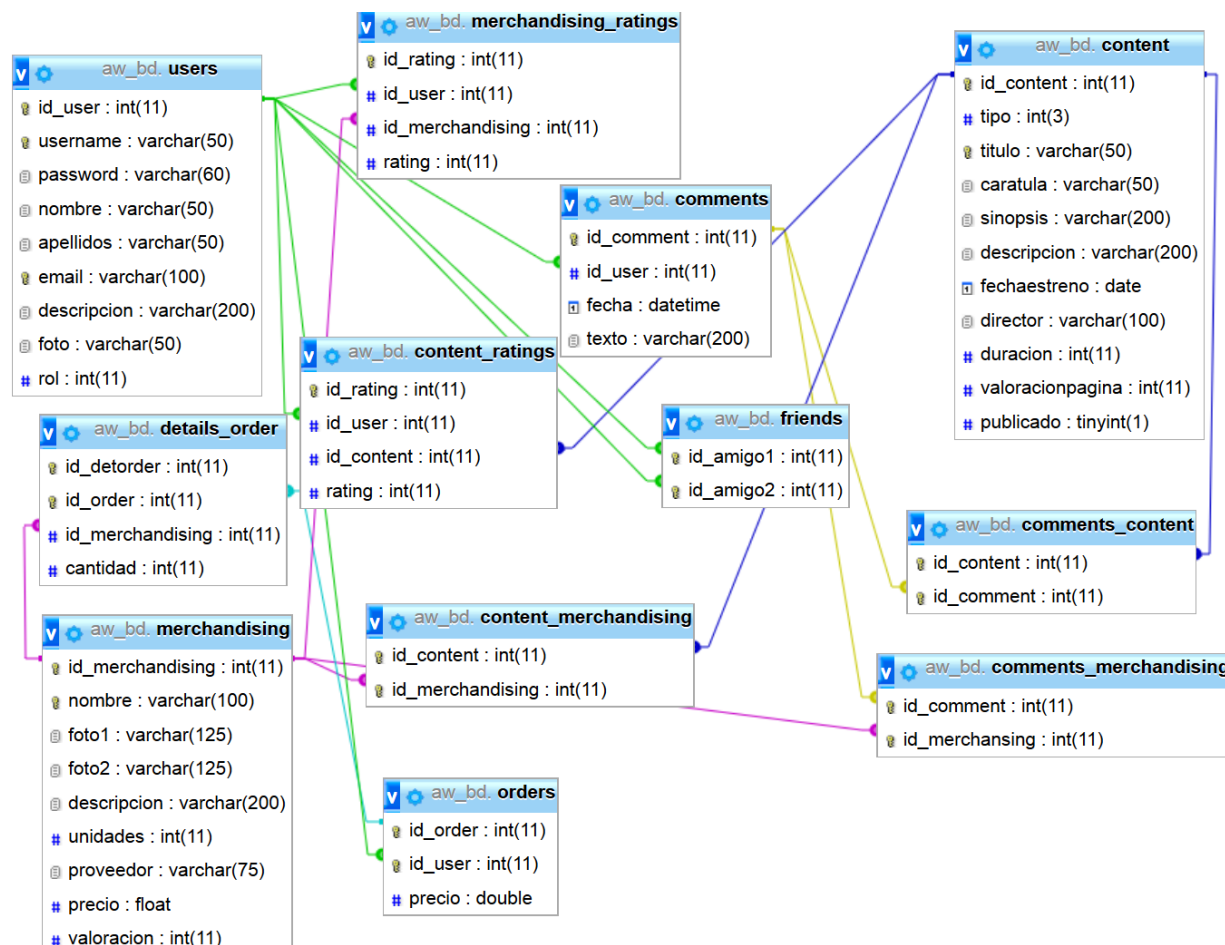 aw_bd. users
id_user : int(11)
username : varchar(50)
password : varchar(60)
nombre : varchar(50)
apellidos : varchar(50)
email : varchar(100)
descripcion : varchar(200)
foto : varchar(50)
rol : int(11)
aw_bd. merchandising_ratings
id_rating : int(11)
id_user : int(11)
id_merchandising : int(11)
rating : int(11)
aw_bd. content
id_content : int(11)
tipo : int(3)
titulo : varchar(50)
caratula : varchar(50)
sinopsis : varchar(200)
descripcion : varchar(200)
fechaestreno : date
director : varchar(100)
duracion : int(11)
valoracionpagina : int(11)
publicado : tinyint(1)
aw_bd. comments
id_comment : int(11)
id_user : int(11)
fecha : datetime
texto : varchar(200)
aw_bd. content_ratings
id_rating : int(11)
id_user : int(11)
id_content : int(11)
rating : int(11)
aw_bd. friends
id_amigo1 : int(11)
id_amigo2 : int(11)
aw_bd. details_order
id_detorder : int(11)
id_order : int(11)
id_merchandising : int(11)
cantidad : int(11)
aw_bd. comments_content
id_content : int(11)
id_comment : int(11)
aw_bd. merchandising
id_merchandising : int(11)
nombre : varchar(100)
foto1 : varchar(125)
foto2 : varchar(125)
descripcion : varchar(200)
unidades : int(11)
proveedor : varchar(75)
precio : float
valoracion : int(11)
aw_bd. content_merchandising
id_content : int(11)
id_merchandising : int(11)
aw_bd. comments_merchandising
id_comment : int(11)
id_merchansing : int(11)
aw_bd. orders
id_order : int(11)
id_user : int(11)
precio : double